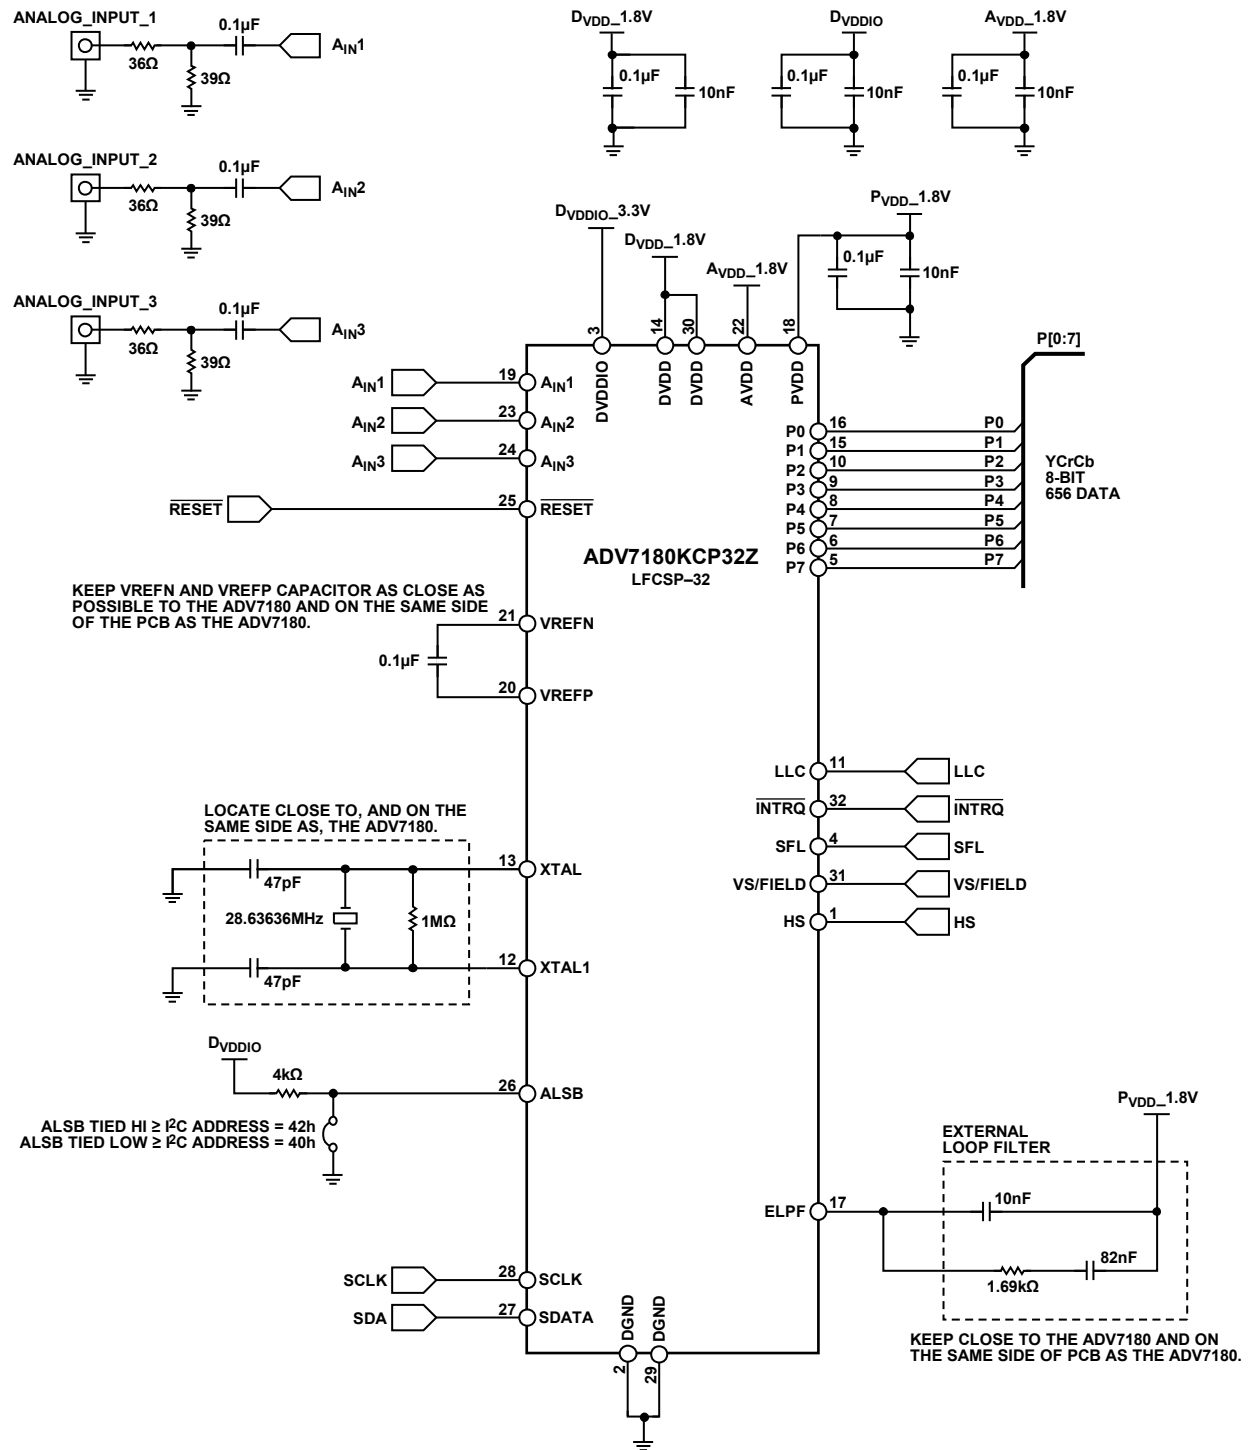 ANALOG_INPUT_1
0.1µF
AIN1
36Ω
39Ω
DVDD_1.8V
0.1µF
10nF
DVDDIO
0.1µF
10nF
AVDD_1.8V
0.1µF
10nF
ANALOG_INPUT_2
0.1µF
AIN2
36Ω
39Ω
ANALOG_INPUT_3
0.1µF
AIN3
36Ω
39Ω
DVDDIO_3.3V
DVDD_1.8V
AVDD_1.8V
PVDD_1.8V
0.1µF
10nF
3
14
30
22
18
DVDDIO
DVDD
DVDD
AVDD
PVDD
AIN1
19
AIN1
AIN2
23
AIN2
AIN3
24
AIN3
RESET
25
RESET
P[0:7]
P0
16
P0
P1
15
P1
P2
10
P2
P3
9
P3
P4
8
P4
P5
7
P5
P6
6
P6
P7
5
P7
YCrCb
8-BIT
656 DATA
ADV7180KCP32Z
LFCSP–32
KEEP VREFN AND VREFP CAPACITOR AS CLOSE AS
POSSIBLE TO THE ADV7180 AND ON THE SAME SIDE
OF THE PCB AS THE ADV7180.
21
VREFN
0.1µF
20
VREFP
LLC
11
LLC
INTRQ
32
INTRQ
SFL
4
SFL
VS/FIELD
31
VS/FIELD
HS
1
HS
LOCATE CLOSE TO, AND ON THE
SAME SIDE AS, THE ADV7180.
47pF
13
XTAL
28.63636MHz
1MΩ
47pF
12
XTAL1
DVDDIO
4kΩ
26
ALSB
ALSB TIED HI ≥ I²C ADDRESS = 42h
ALSB TIED LOW ≥ I²C ADDRESS = 40h
PVDD_1.8V
EXTERNAL
LOOP FILTER
ELPF
17
10nF
82nF
1.69kΩ
KEEP CLOSE TO THE ADV7180 AND ON
THE SAME SIDE OF PCB AS THE ADV7180.
SCLK
28
SCLK
SDA
27
SDATA
DGND
DGND
2
29